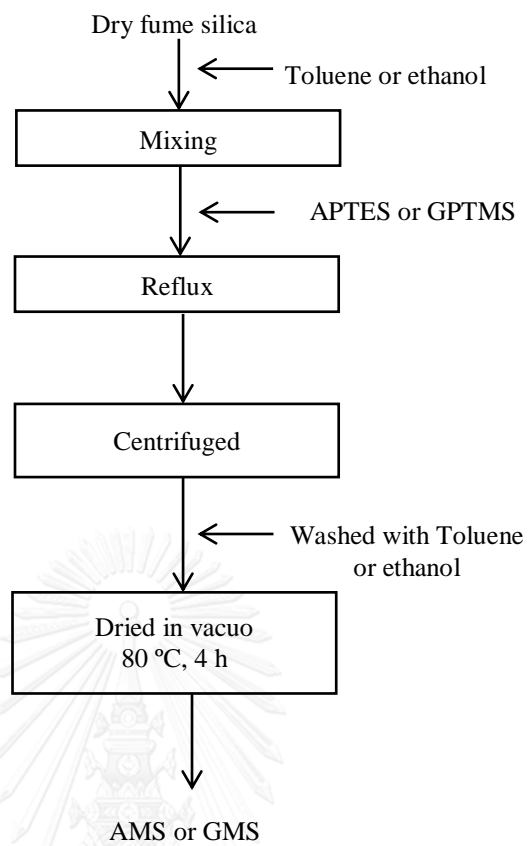 Dry fume silica
Toluene or ethanol
Mixing
APTES or GPTMS
Reflux
Centrifuged
Washed with Toluene
or ethanol
Dried in vacuo
80 ºC, 4 h
AMS or GMS